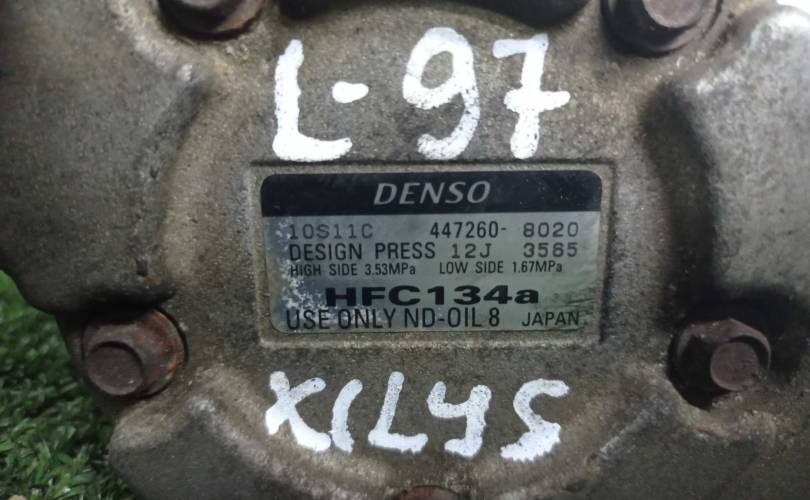 L-97
DENSO
10S11C 447260-8020
DESIGN PRESS 12J 3565
HIGH SIDE 3.53MPa LOW SIDE 1.67MPa
HFC134a
USE ONLY ND-OIL 8 JAPAN
X1L45